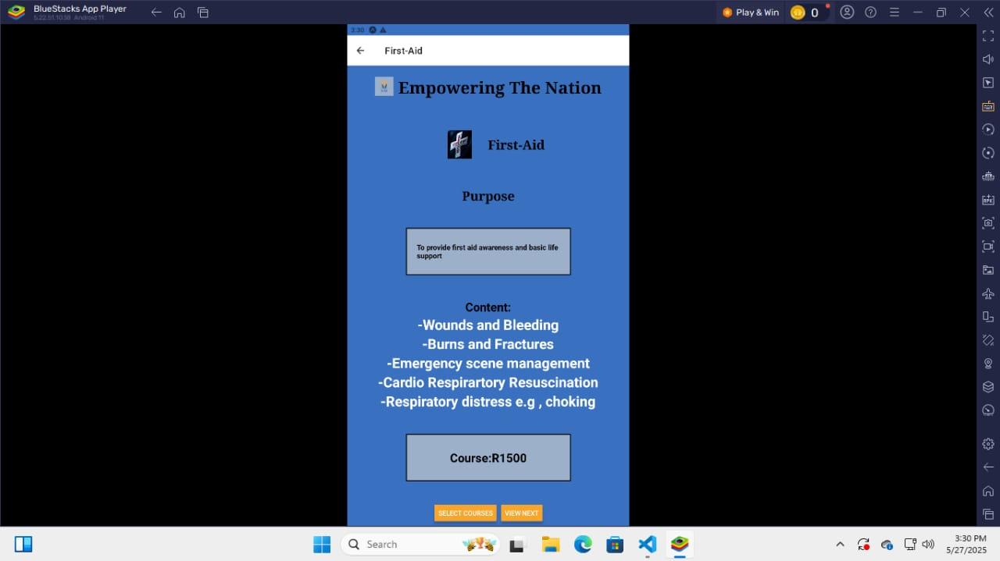 BlueStacks App Player
5.22.51.1038 Android 11
Play & Win
0
3:30
First-Aid
Empowering The Nation
First-Aid
Purpose
To provide first aid awareness and basic life
support
Content:
-Wounds and Bleeding
-Burns and Fractures
-Emergency scene management
-Cardio Respirartory Resuscination
-Respiratory distress e.g , choking
Course:R1500
SELECT COURSES
VIEW NEXT
Search
3:30 PM
5/27/2025